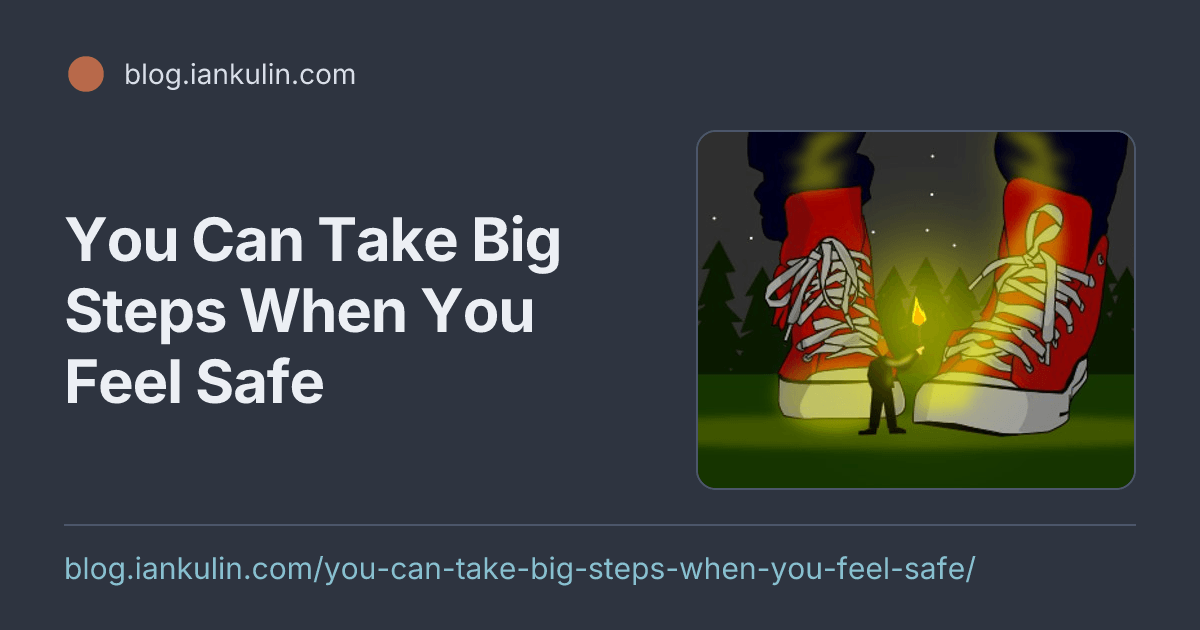 blog.iankulin.com
You Can Take Big
Steps When You
Feel Safe
blog.iankulin.com/you-can-take-big-steps-when-you-feel-safe/